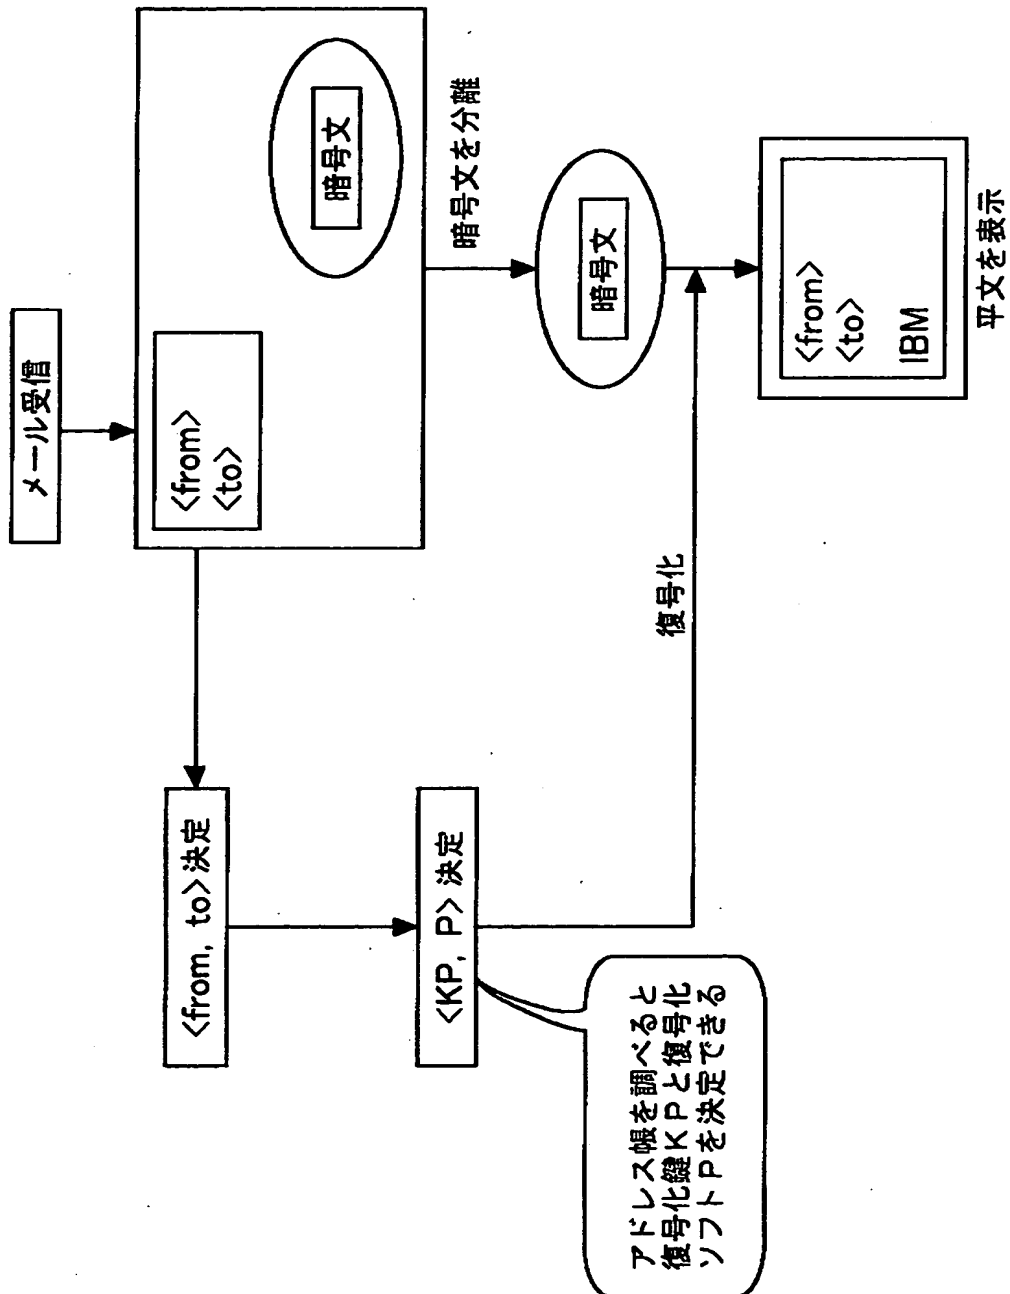 メール受信
<from>
<to>
暗号文
暗号文を分離
<from, to>決定
<KP, P>決定
アドレス帳を調べると
復号化鍵KPと復号化
ソフトPを決定できる
暗号文
復号化
<from>
<to>
IBM
平文を表示